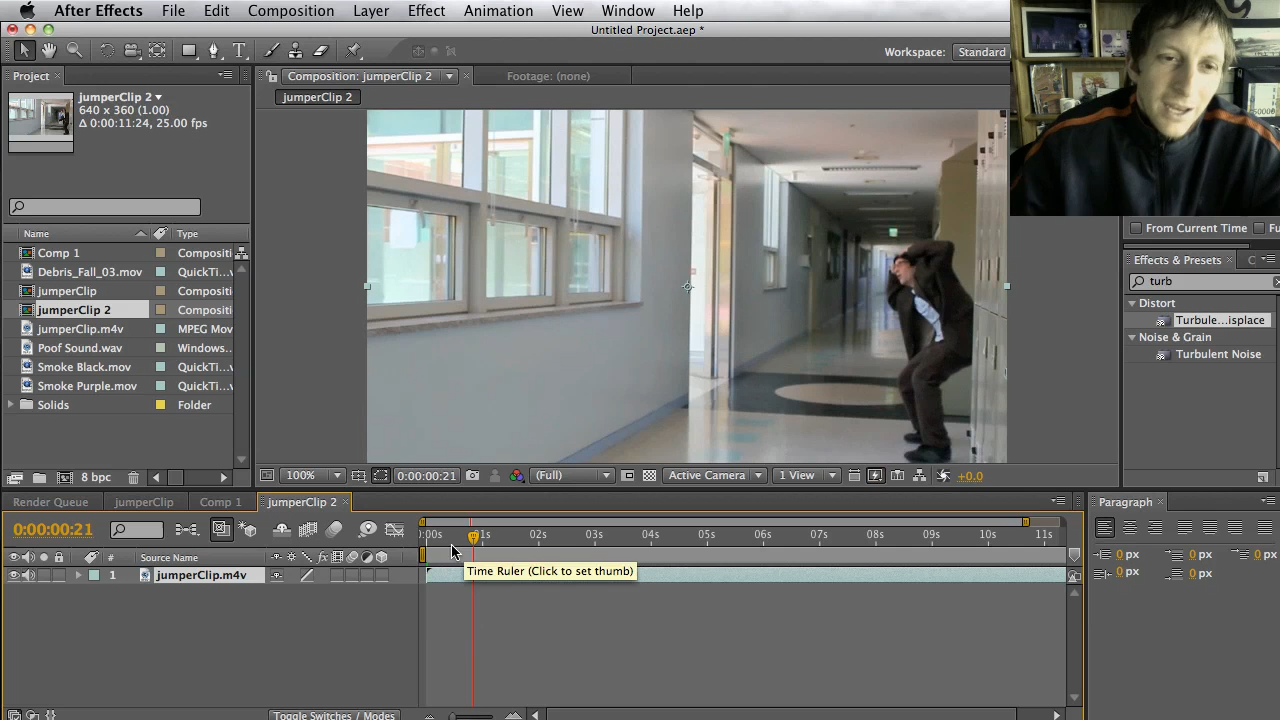 After Effects File Edit Composition Layer Effect Animation View Window Help
Untitled Project.aep *
Workspace: Standard
Project
Composition: jumperClip 2
Footage: (none)
jumperClip 2
jumperClip 2
640 x 360 (1.00)
Δ 0:00:11:24, 25.00 fps
From Current Time Fu
Effects & Presets C
turb
Name Type
Comp 1 Compositi
Debris_Fall_03.mov QuickTi...
jumperClip Compositi
jumperClip 2 Compositi
jumperClip.m4v MPEG Mov
Poof Sound.wav Windows...
Smoke Black.mov QuickTi...
Smoke Purple.mov QuickTi...
Solids Folder
Distort
Turbule...isplace
Noise & Grain
Turbulent Noise
8 bpc
100% 0:00:00:21 (Full) Active Camera 1 View +0.0
Render Queue jumperClip Comp 1 jumperClip 2
Paragraph
0:00:00:21
):00s 1s 02s 03s 04s 05s 06s 07s 08s 09s 10s 11s
# Source Name
1 jumperClip.m4v
Time Ruler (Click to set thumb)
0 px 0 px 0 px
0 px 0 px
Toggle Switches / Modes